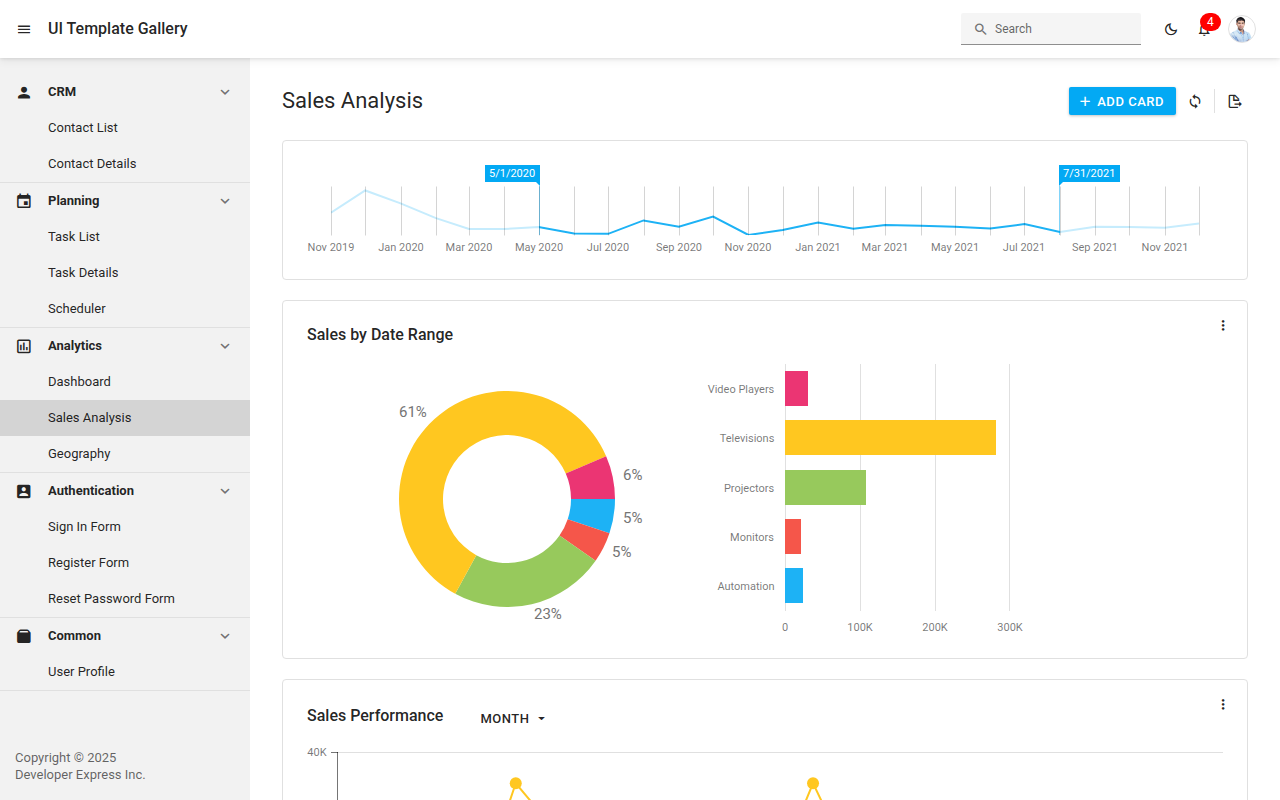 UI Template Gallery
Search
4
CRM
Contact List
Contact Details
Planning
Task List
Task Details
Scheduler
Analytics
Dashboard
Sales Analysis
Geography
Authentication
Sign In Form
Register Form
Reset Password Form
Common
User Profile
Copyright © 2025
Developer Express Inc.
Sales Analysis
ADD CARD
5/1/2020
7/31/2021
Nov 2019 Jan 2020 Mar 2020 May 2020 Jul 2020 Sep 2020 Nov 2020 Jan 2021 Mar 2021 May 2021 Jul 2021 Sep 2021 Nov 2021
Sales by Date Range
61%
6%
5%
5%
23%
Video Players
Televisions
Projectors
Monitors
Automation
0 100K 200K 300K
Sales Performance
MONTH
40K